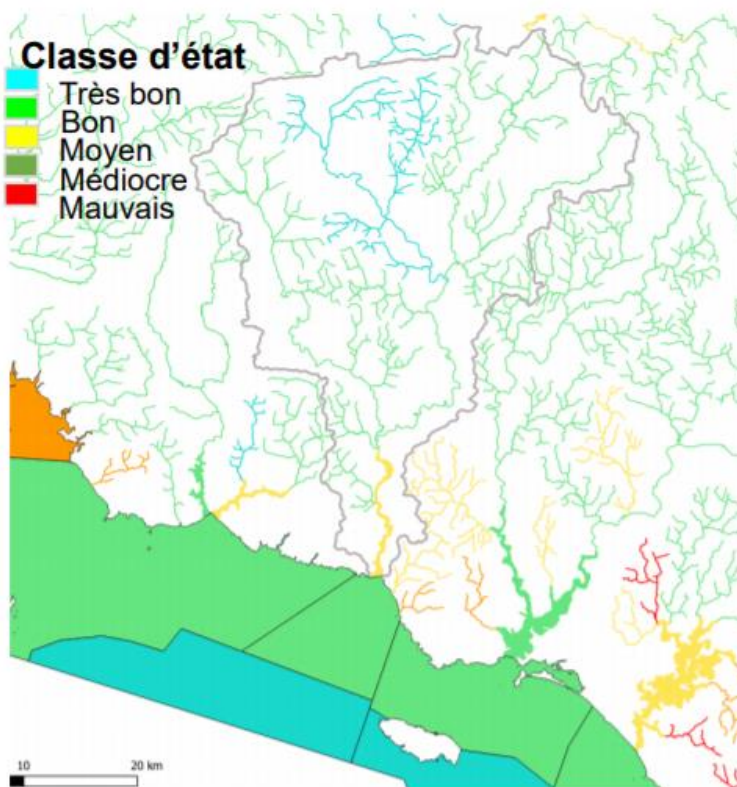 Classe d'état
Très bon
Bon
Moyen
Médiocre
Mauvais
10 20 km